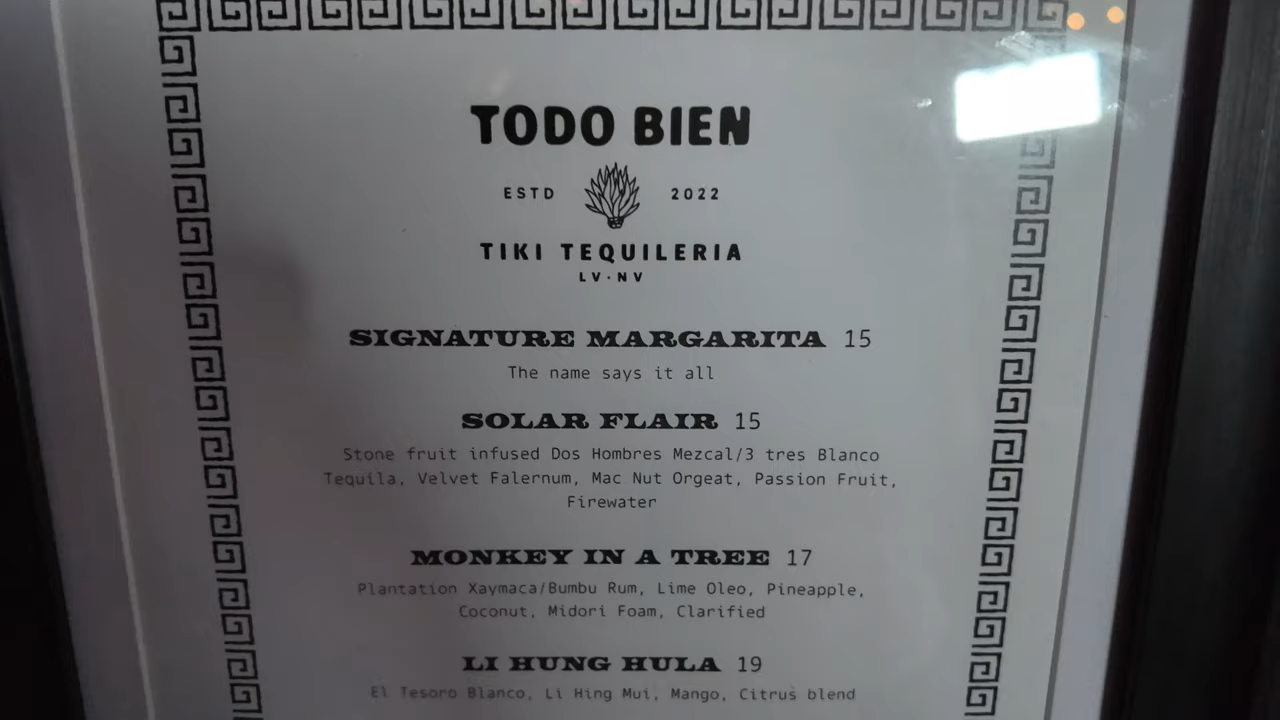 TODO BIEN
ESTD 2022
TIKI TEQUILERIA
LV·NV
SIGNATURE MARGARITA 15
The name says it all
SOLAR FLAIR 15
Stone fruit infused Dos Hombres Mezcal/3 tres Blanco
Tequila, Velvet Falernum, Mac Nut Orgeat, Passion Fruit,
Firewater
MONKEY IN A TREE 17
Plantation Xaymaca/Bumbu Rum, Lime Oleo, Pineapple,
Coconut, Midori Foam, Clarified
LI HUNG HULA 19
El Tesoro Blanco, Li Hing Mui, Mango, Citrus blend